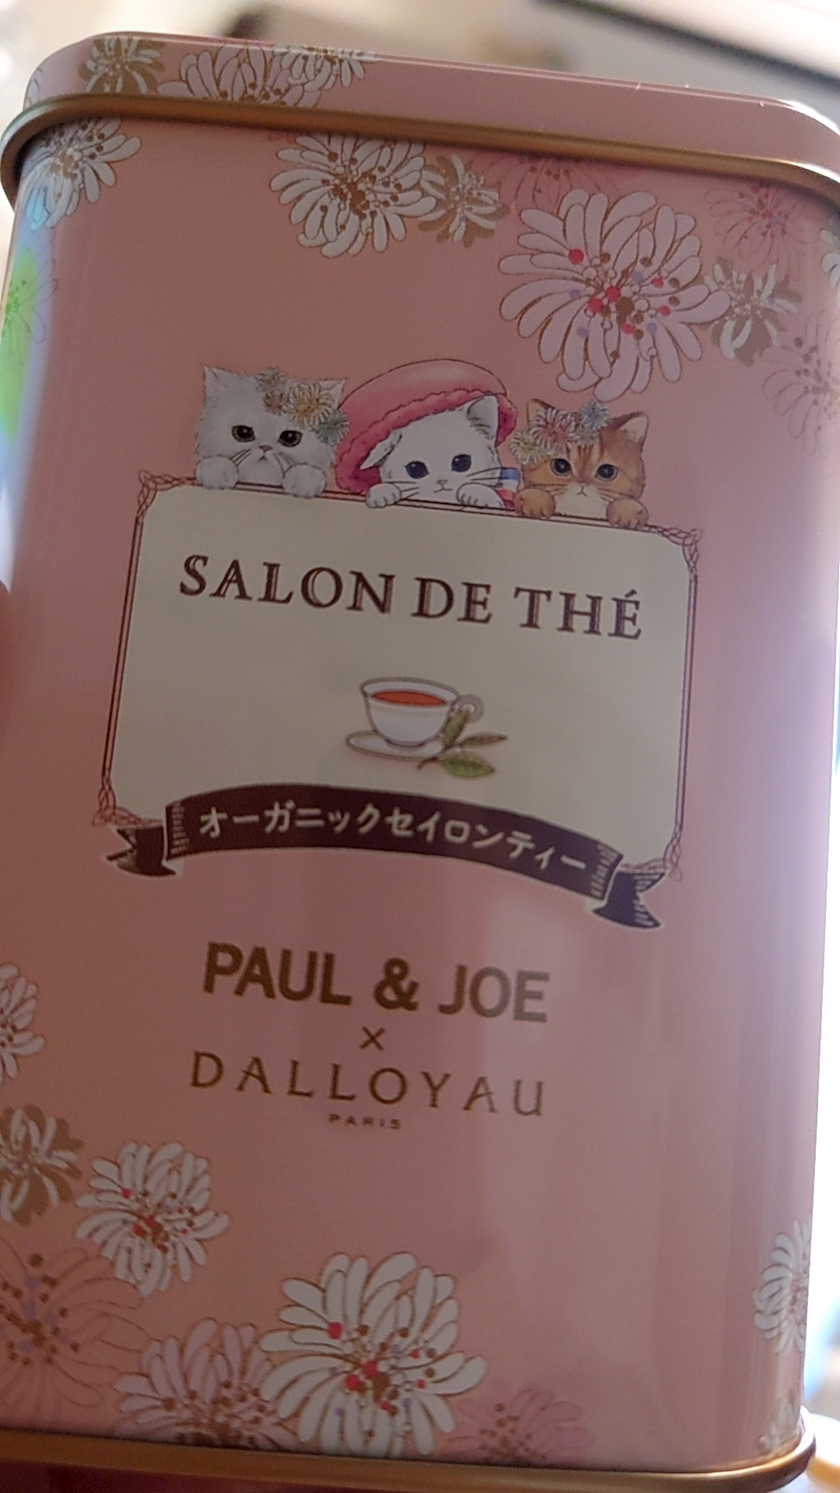 SALON DE THÉ
オーガニックセイロンティー
PAUL & JOE
×
DALLOYAU
PARIS